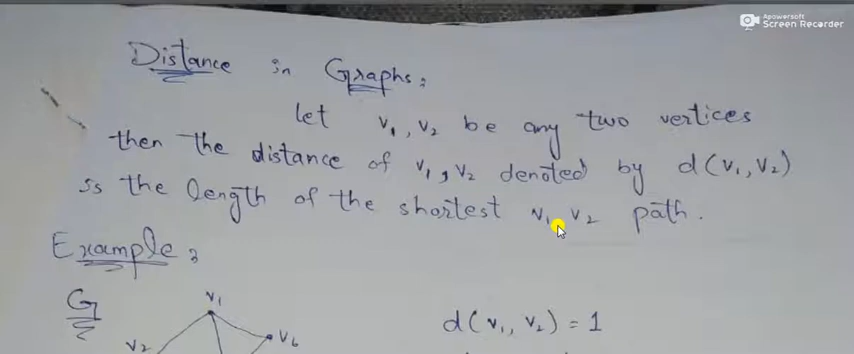 Apowersoft
Screen Recorder
Distance in Graphs:
let v₁, v₂ be any two vertices
then the distance of v₁, v₂ denoted by d(v₁, v₂)
is the length of the shortest v₁ v₂ path.
Example:
G
v₁
v₂
v₆
d(v₁, v₂) = 1